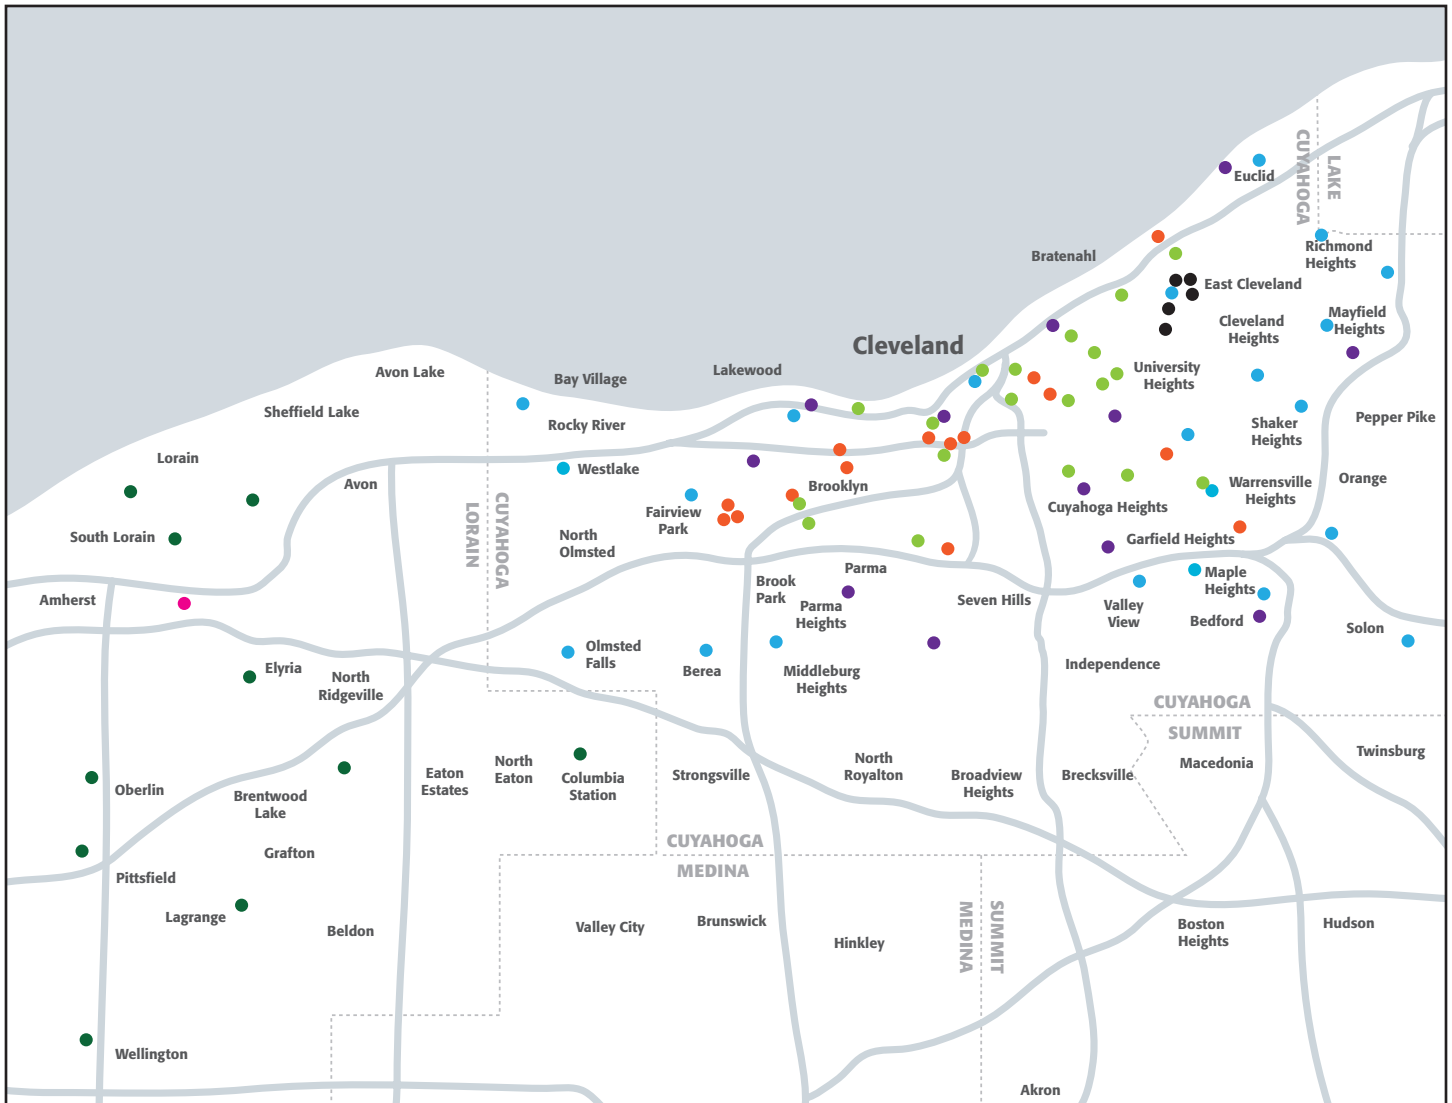 CUYAHOGA
LAKE
Euclid
Richmond
Heights
Bratenahl
East Cleveland
Mayfield
Heights
Cleveland
Heights
Cleveland
University
Heights
Lakewood
Avon Lake
Bay Village
Sheffield Lake
Rocky River
Pepper Pike
Shaker
Heights
Lorain
Westlake
Avon
Brooklyn
Warrensville
Heights
Orange
Cuyahoga Heights
Fairview
Park
LORAIN
CUYAHOGA
South Lorain
North
Olmsted
Garfield Heights
Parma
Amherst
Brook
Park
Parma
Heights
Seven Hills
Maple
Heights
Valley
View
Bedford
Solon
Olmsted
Falls
Berea
Middleburg
Heights
Independence
Elyria
North
Ridgeville
CUYAHOGA
SUMMIT
Twinsburg
North
Royalton
Macedonia
Strongsville
Broadview
Heights
Brecksville
North
Eaton
Eaton
Estates
Columbia
Station
Oberlin
Brentwood
Lake
CUYAHOGA
MEDINA
Grafton
Pittsfield
Lagrange
Beldon
Valley City
Brunswick
Hinkley
MEDINA
SUMMIT
Boston
Heights
Hudson
Wellington
Akron